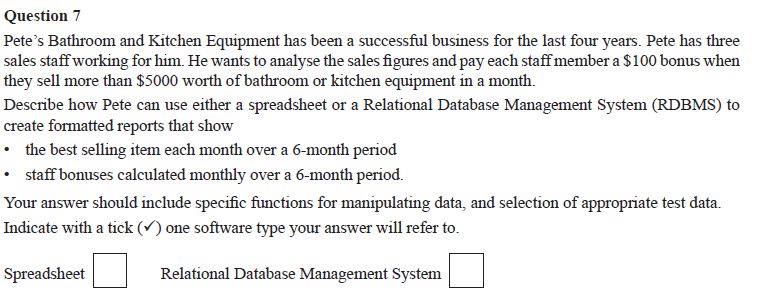 Question 7
Pete’s Bathroom and Kitchen Equipment has been a successful business for the last four years. Pete has three
sales staff working for him. He wants to analyse the sales figures and pay each staff member a $100 bonus when
they sell more than $5000 worth of bathroom or kitchen equipment in a month.
Describe how Pete can use either a spreadsheet or a Relational Database Management System (RDBMS) to
create formatted reports that show
• the best selling item each month over a 6-month period
• staff bonuses calculated monthly over a 6-month period.
Your answer should include specific functions for manipulating data, and selection of appropriate test data.
Indicate with a tick (✓) one software type your answer will refer to.
Spreadsheet Relational Database Management System